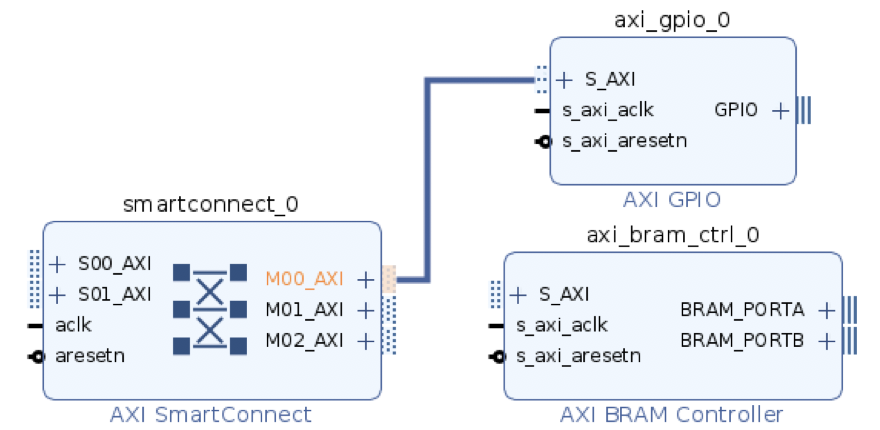 axi_gpio_0
S_AXI
s_axi_aclk
GPIO
s_axi_aresetn
AXI GPIO
smartconnect_0
S00_AXI
S01_AXI
aclk
aresetn
M00_AXI
M01_AXI
M02_AXI
AXI SmartConnect
axi_bram_ctrl_0
S_AXI
s_axi_aclk
s_axi_aresetn
BRAM_PORTA
BRAM_PORTB
AXI BRAM Controller